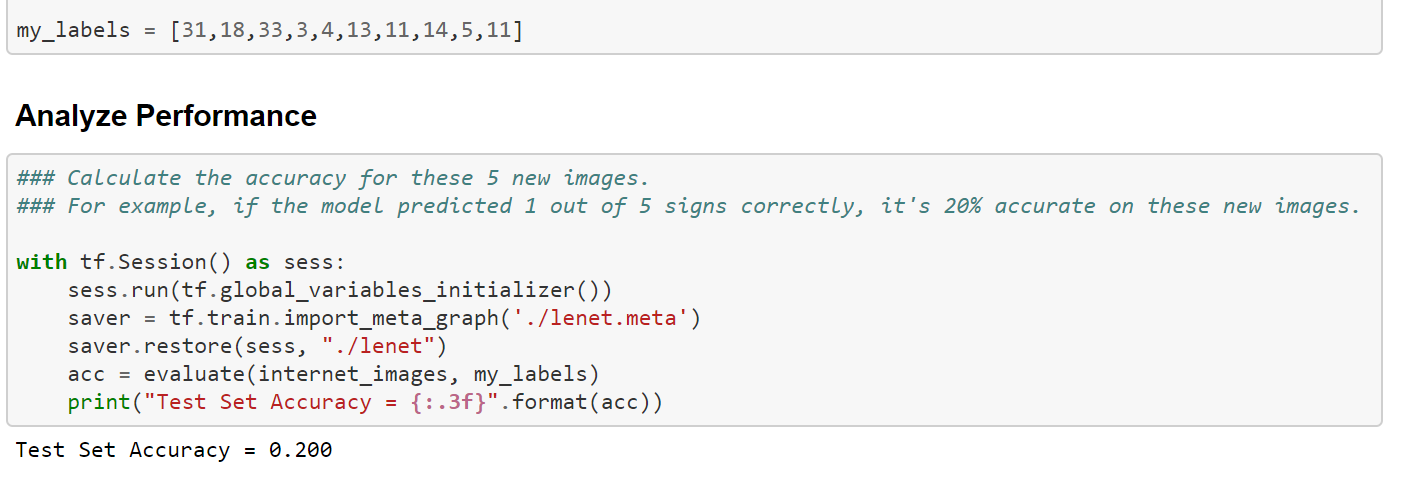 my_labels = [31,18,33,3,4,13,11,14,5,11]
Analyze Performance
### Calculate the accuracy for these 5 new images.
### For example, if the model predicted 1 out of 5 signs correctly, it's 20% accurate on these new images.
with tf.Session() as sess:
    sess.run(tf.global_variables_initializer())
    saver = tf.train.import_meta_graph('./lenet.meta')
    saver.restore(sess, "./lenet")
    acc = evaluate(internet_images, my_labels)
    print("Test Set Accuracy = {:.3f}".format(acc))
Test Set Accuracy = 0.200